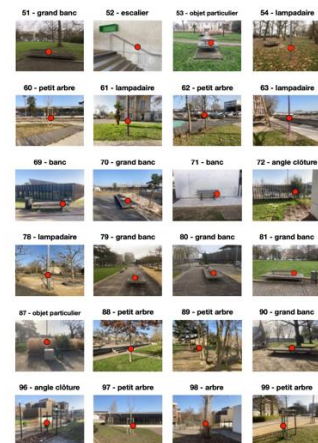 51 - grand banc
52 - escalier
53 - objet particulier
54 - lampadaire
60 - petit arbre
61 - lampadaire
62 - petit arbre
63 - lampadaire
69 - banc
70 - grand banc
71 - banc
72 - angle clôture
78 - lampadaire
79 - grand banc
80 - grand banc
81 - grand banc
87 - objet particulier
88 - petit arbre
89 - petit arbre
90 - grand banc
96 - angle clôture
97 - petit arbre
98 - arbre
99 - petit arbre